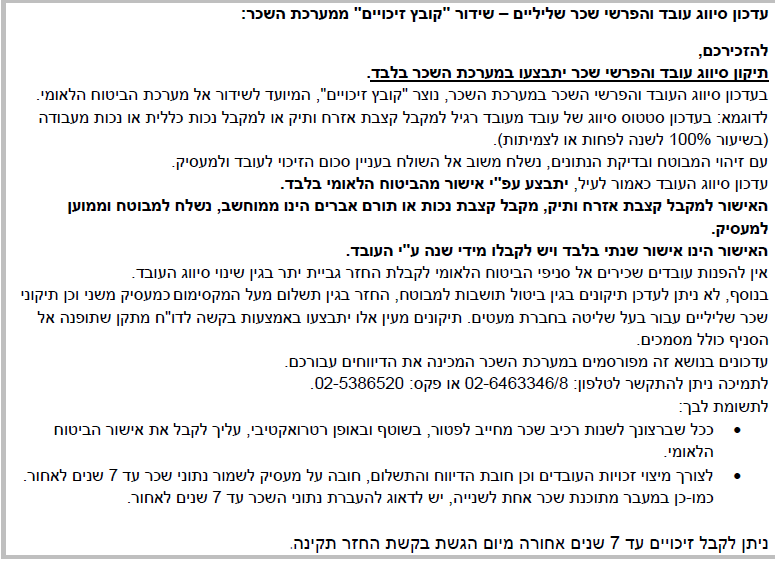 עדכון סיווג עובד והפרשי שכר שליליים – שידור "קובץ זיכויים" ממערכת השכר:
להזכירכם,
תיקון סיווג עובד והפרשי שכר יתבצעו במערכת השכר בלבד.
בעדכון סיווג העובד והפרשי השכר במערכת השכר, נוצר "קובץ זיכויים", המיועד לשידור אל מערכת הביטוח הלאומי.
לדוגמא: בעדכון סטטוס סיווג של עובד מעובד רגיל למקבל קצבת אזרח ותיק או למקבל נכות כללית או נכות מעבודה
(בשיעור 100% לשנה לפחות או לצמיתות).
עם זיהוי המבוטח ובדיקת הנתונים, נשלח משוב אל השולח בעניין סכום הזיכוי לעובד ולמעסיק.
עדכון סיווג העובד כאמור לעיל, יתבצע עפ"י אישור מהביטוח הלאומי בלבד.
האישור למקבל קצבת אזרח ותיק, מקבל קצבת נכות או תורם אברים הינו ממוחשב, נשלח למבוטח וממוען
למעסיק.
האישור הינו אישור שנתי בלבד ויש לקבלו מידי שנה ע"י העובד.
אין להפנות עובדים שכירים אל סניפי הביטוח הלאומי לקבלת החזר גביית יתר בגין שינוי סיווג העובד.
בנוסף, לא ניתן לעדכן תיקונים בגין ביטול תושבות למבוטח, החזר בגין תשלום מעל המקסימום כמעסיק משני וכן תיקוני
שכר שליליים עבור בעל שליטה בחברת מעטים. תיקונים מעין אלו יתבצעו באמצעות בקשה לדו"ח מתקן שתופנה אל
הסניף כולל מסמכים.
עדכונים בנושא זה מפורסמים במערכת השכר המכינה את הדיווחים עבורכם.
לתמיכה ניתן להתקשר לטלפון: 02-6463346/8 או פקס: 02-5386520.
לתשומת לבך:
• ככל שברצונך לשנות רכיב שכר מחייב לפטור, בשוטף ובאופן רטרואקטיבי, עליך לקבל את אישור הביטוח
הלאומי.
• לצורך מיצוי זכויות העובדים וכן חובת הדיווח והתשלום, חובה על מעסיק לשמור נתוני שכר עד 7 שנים לאחור.
כמו-כן במעבר מתוכנת שכר אחת לשנייה, יש לדאוג להעברת נתוני השכר עד 7 שנים לאחור.
ניתן לקבל זיכויים עד 7 שנים אחורה מיום הגשת בקשת החזר תקינה.